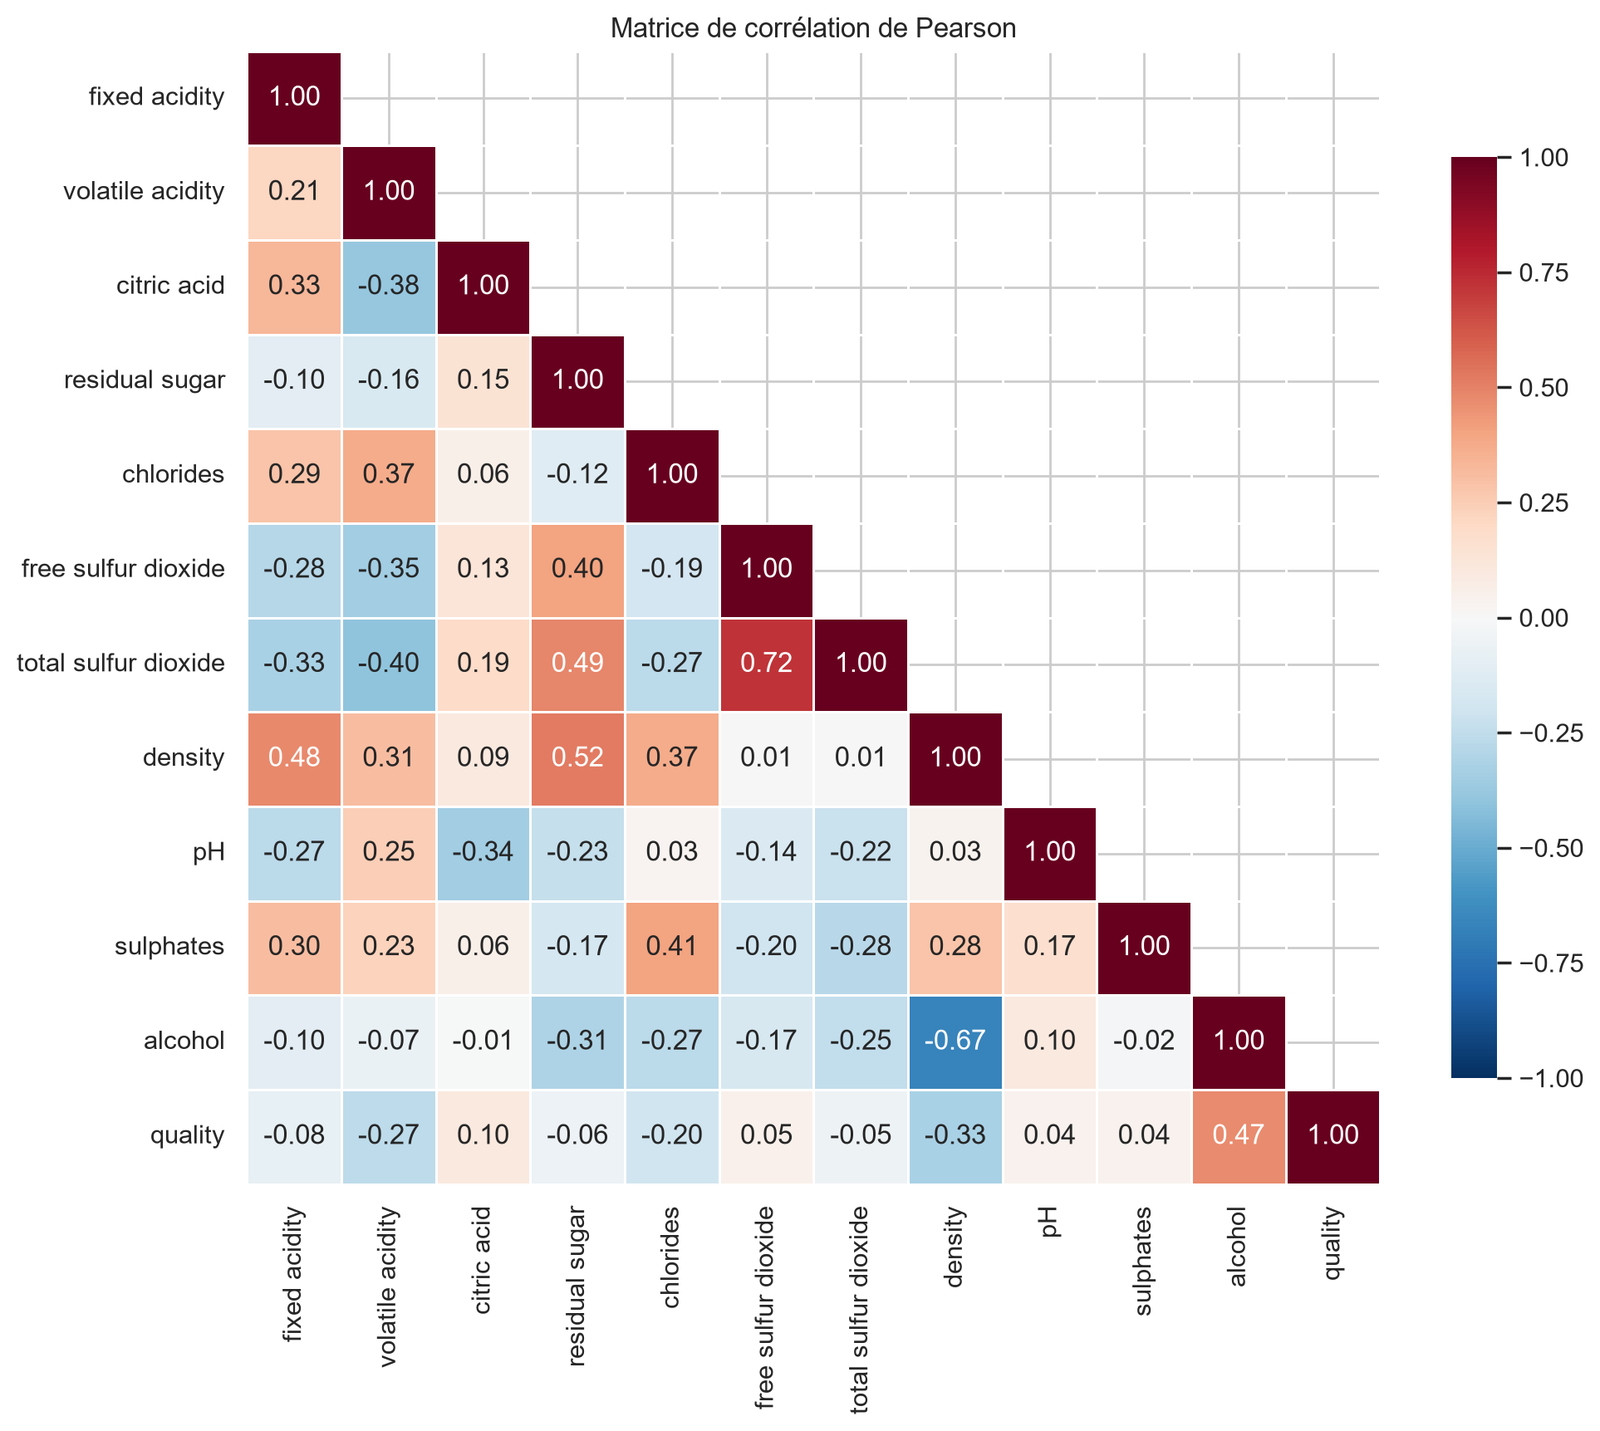 Matrice de corrélation de Pearson
fixed acidity 1.00
volatile acidity 0.21 1.00
citric acid 0.33 -0.38 1.00
residual sugar -0.10 -0.16 0.15 1.00
chlorides 0.29 0.37 0.06 -0.12 1.00
free sulfur dioxide -0.28 -0.35 0.13 0.40 -0.19 1.00
total sulfur dioxide -0.33 -0.40 0.19 0.49 -0.27 0.72 1.00
density 0.48 0.31 0.09 0.52 0.37 0.01 0.01 1.00
pH -0.27 0.25 -0.34 -0.23 0.03 -0.14 -0.22 0.03 1.00
sulphates 0.30 0.23 0.06 -0.17 0.41 -0.20 -0.28 0.28 0.17 1.00
alcohol -0.10 -0.07 -0.01 -0.31 -0.27 -0.17 -0.25 -0.67 0.10 -0.02 1.00
quality -0.08 -0.27 0.10 -0.06 -0.20 0.05 -0.05 -0.33 0.04 0.04 0.47 1.00
fixed acidity
volatile acidity
citric acid
residual sugar
chlorides
free sulfur dioxide
total sulfur dioxide
density
pH
sulphates
alcohol
quality
1.00
0.75
0.50
0.25
0.00
−0.25
−0.50
−0.75
−1.00